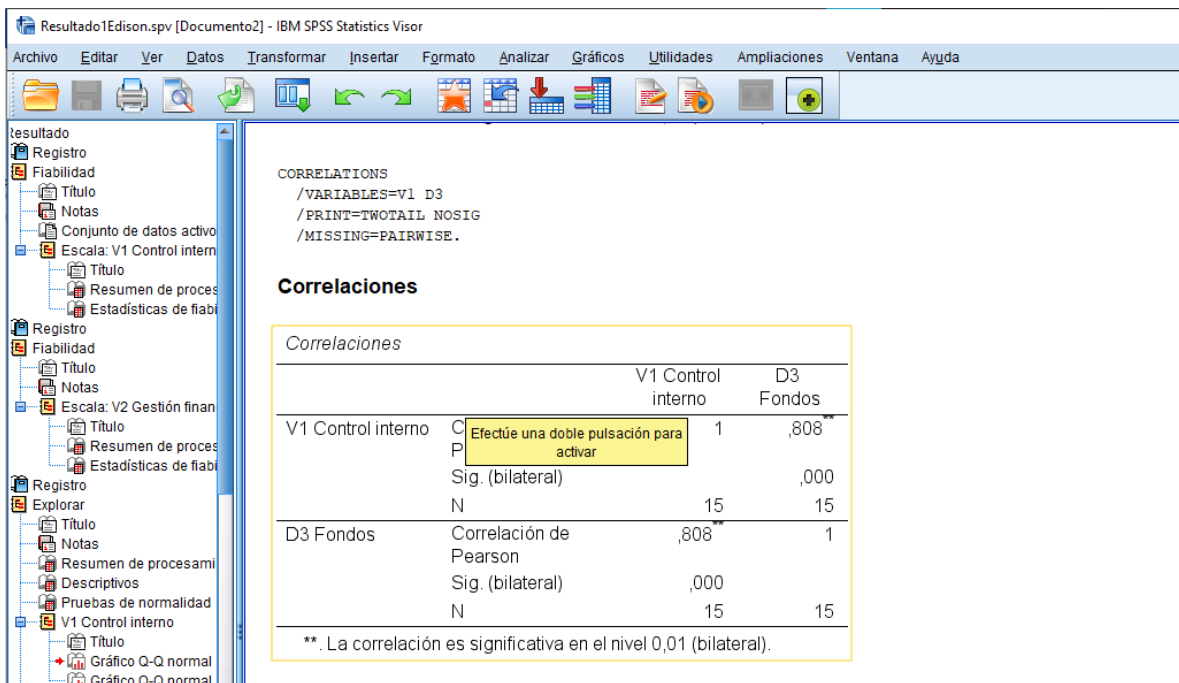 Resultado1Edison.spv [Documento2] - IBM SPSS Statistics Visor
Archivo Editar Ver Datos Transformar Insertar Formato Analizar Gráficos Utilidades Ampliaciones Ventana Ayuda
Resultado
Registro
Fiabilidad
Título
Notas
Conjunto de datos activo
Escala: V1 Control intern
Título
Resumen de proces
Estadísticas de fiabi
Registro
Fiabilidad
Título
Notas
Escala: V2 Gestión finan
Título
Resumen de proces
Estadísticas de fiabi
Registro
Explorar
Título
Notas
Resumen de procesami
Descriptivos
Pruebas de normalidad
V1 Control interno
Título
Gráfico Q-Q normal
Gráfico Q-Q normal
CORRELATIONS
/VARIABLES=V1 D3
/PRINT=TWOTAIL NOSIG
/MISSING=PAIRWISE.
Correlaciones
Correlaciones
V1 Control interno D3 Fondos
V1 Control interno C 1 ,808**
P
Efectúe una doble pulsación para
activar
Sig. (bilateral) ,000
N 15 15
D3 Fondos Correlación de ,808** 1
Pearson
Sig. (bilateral) ,000
N 15 15
**. La correlación es significativa en el nivel 0,01 (bilateral).